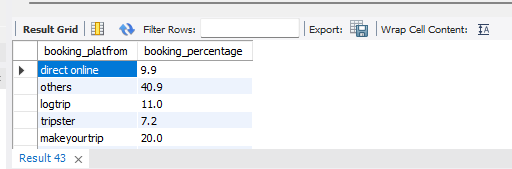 Result Grid Filter Rows: Export: Wrap Cell Content: IA
booking_platfrom booking_percentage
direct online 9.9
others 40.9
logtrip 11.0
tripster 7.2
makeyourtrip 20.0
Result 43 ×